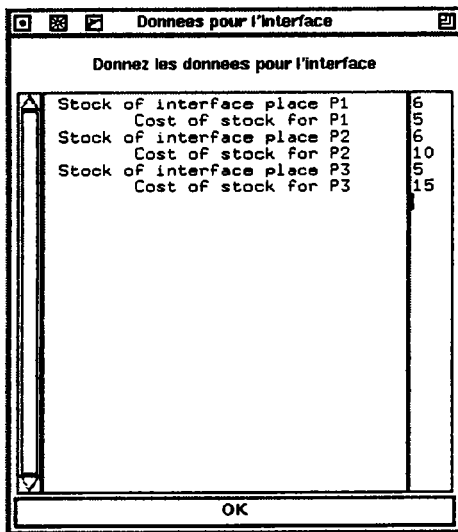 Donnees pour l'Interface
Donnez les donnees pour l'interface
Stock of interface place P1 6
Cost of stock for P1 5
Stock of interface place P2 6
Cost of stock for P2 10
Stock of interface place P3 5
Cost of stock for P3 15
OK